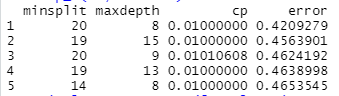 minsplit maxdepth cp error
1 20 8 0.01000000 0.4209279
2 19 15 0.01000000 0.4563901
3 20 9 0.01010608 0.4624192
4 19 13 0.01000000 0.4638998
5 14 8 0.01000000 0.4653545